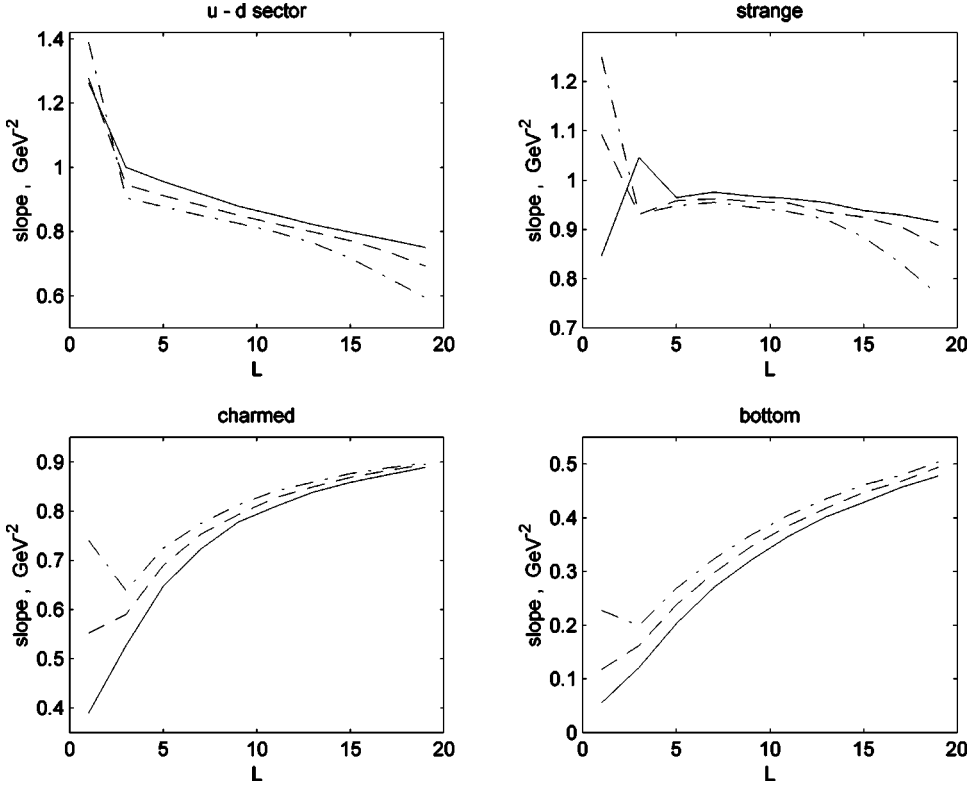 u - d sector
1.4
1.2
1
0.8
0.6
slope , GeV-2
0 5 10 15 20
L
strange
1.2
1.1
1
0.9
0.8
0.7
slope , GeV-2
0 5 10 15 20
L
charmed
0.9
0.8
0.7
0.6
0.5
0.4
slope , GeV-2
0 5 10 15 20
L
bottom
0.5
0.4
0.3
0.2
0.1
0
slope , GeV-2
0 5 10 15 20
L